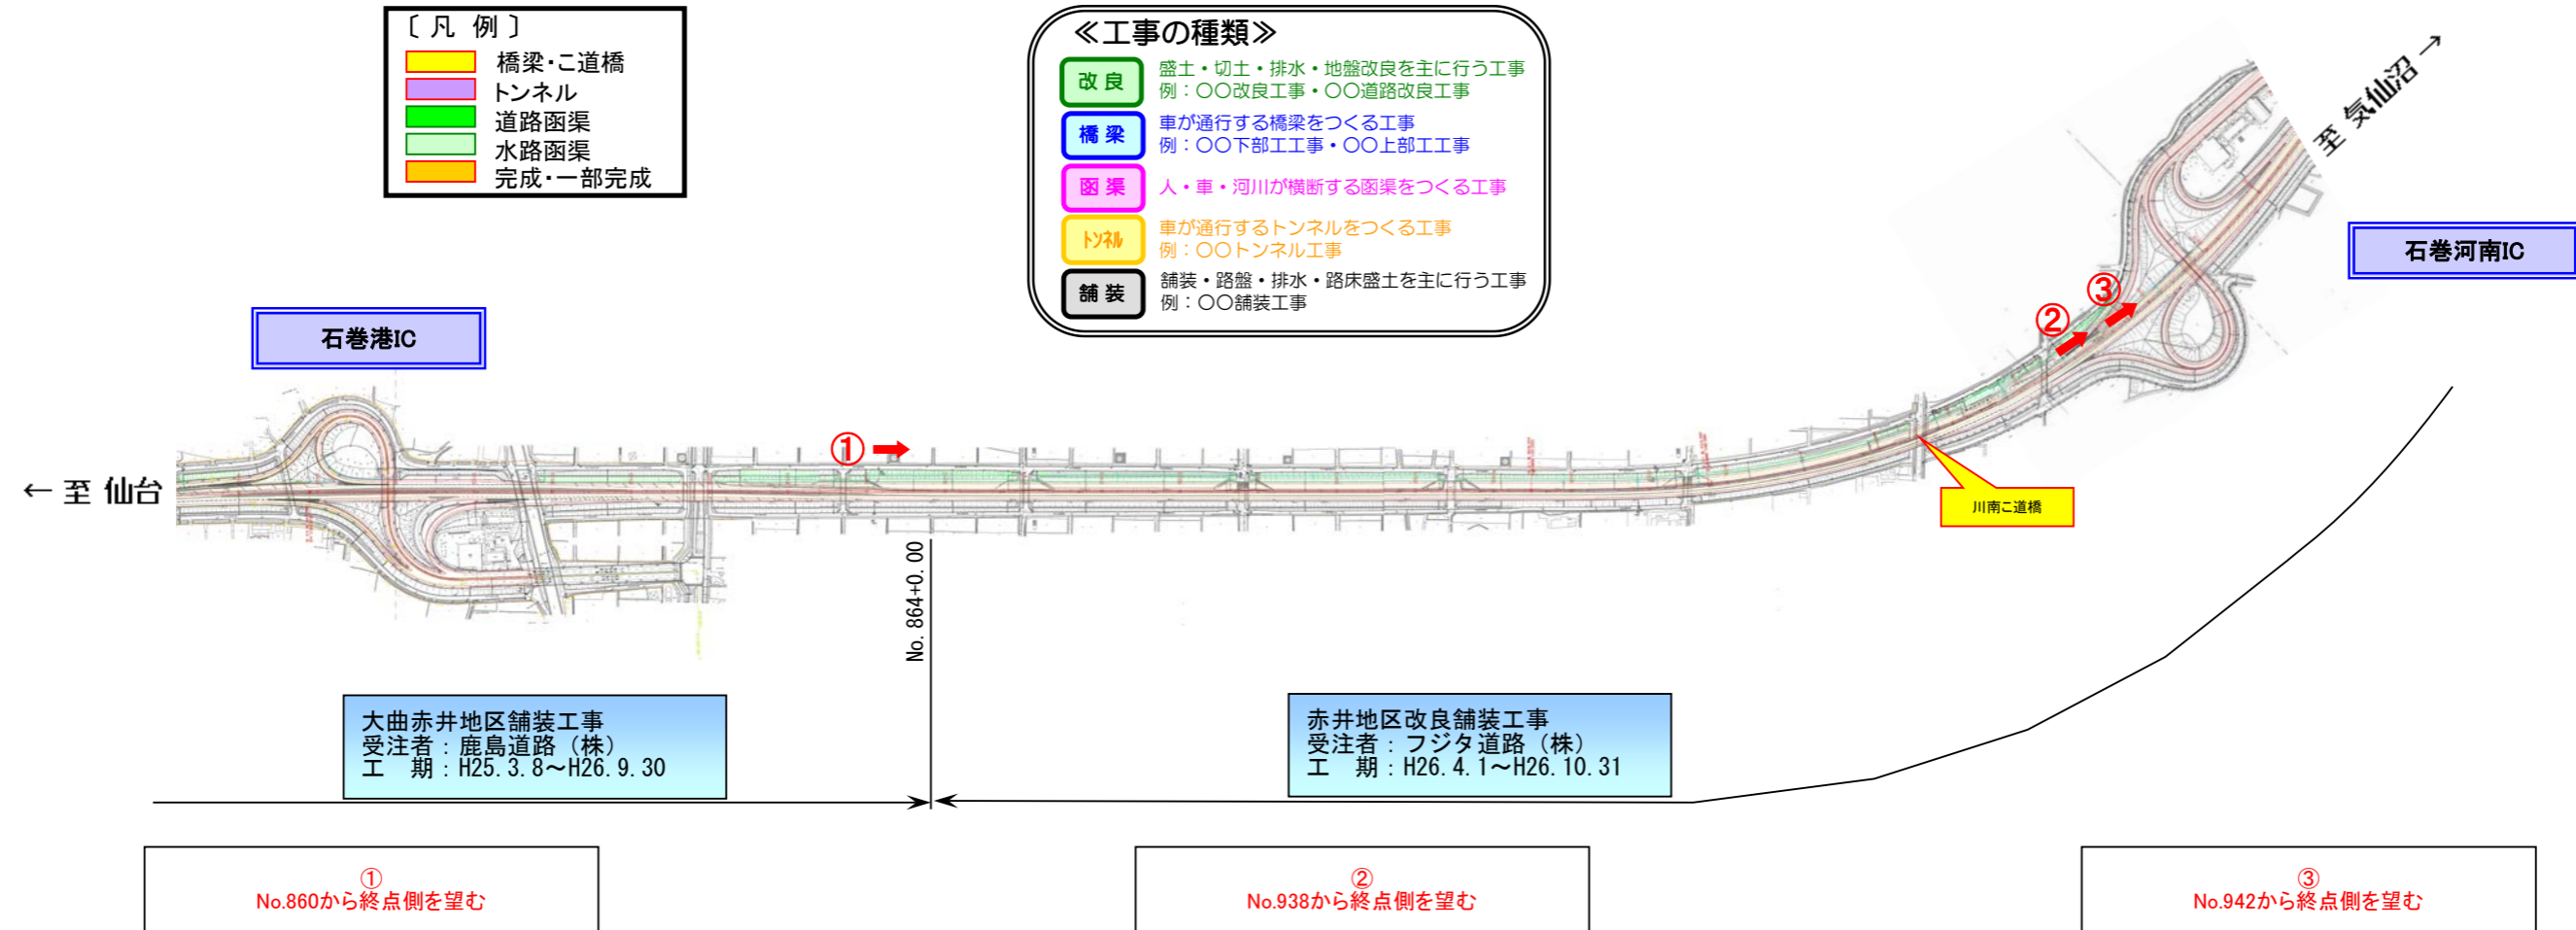 〔 凡 例 〕
橋梁・こ道橋
トンネル
道路函渠
水路函渠
完成・一部完成
≪工事の種類≫
改良
盛土・切土・排水・地盤改良を主に行う工事
例：〇〇改良工事・〇〇道路改良工事
橋梁
車が通行する橋梁をつくる工事
例：〇〇下部工工事・〇〇上部工工事
函渠
人・車・河川が横断する函渠をつくる工事
トンネル
車が通行するトンネルをつくる工事
例：〇〇トンネル工事
舗装
舗装・路盤・排水・路床盛土を主に行う工事
例：〇〇舗装工事
至 気仙沼→
石巻河南IC
石巻港IC
③
②
①
← 至 仙台
川南こ道橋
No.864+0.00
大曲赤井地区舗装工事
受注者：鹿島道路（株）
工　期：H25.3.8～H26.9.30
赤井地区改良舗装工事
受注者：フジタ道路（株）
工　期：H26.4.1～H26.10.31
①
No.860から終点側を望む
②
No.938から終点側を望む
③
No.942から終点側を望む